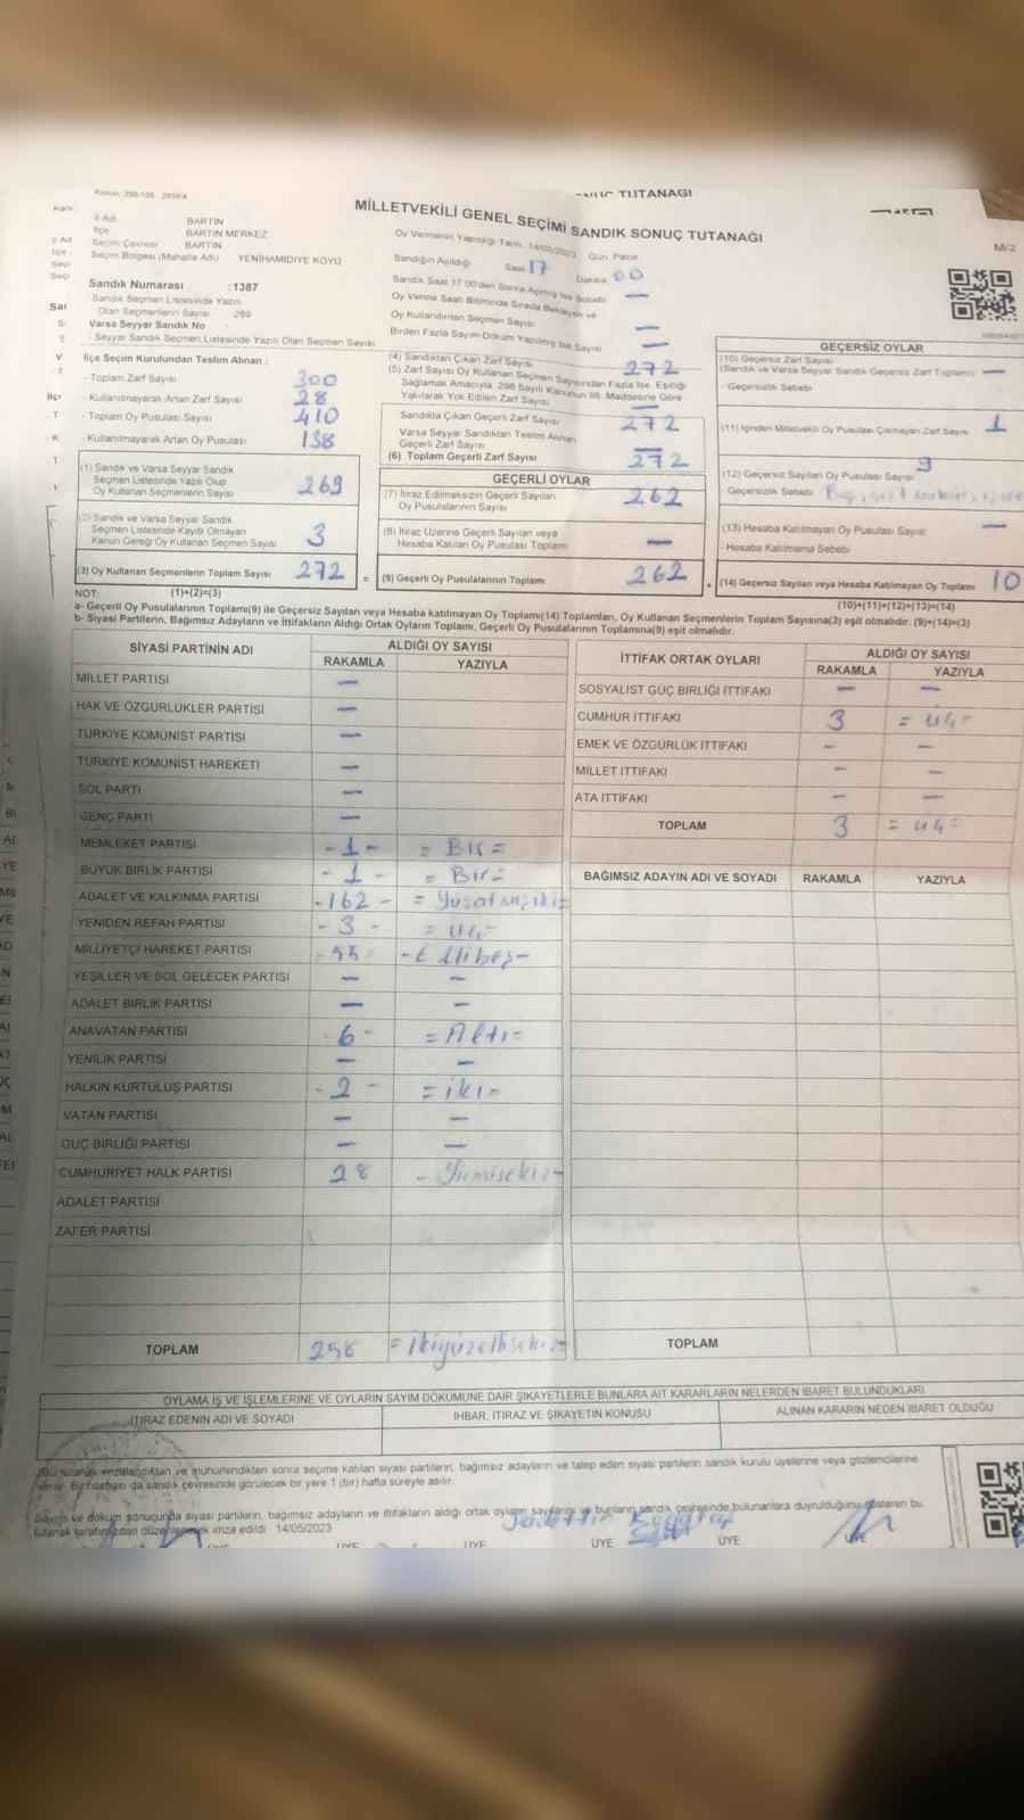 TUTANAĞI
MİLLETVEKİLİ GENEL SEÇİMİ SANDIK SONUÇ TUTANAĞI
M/2
İl Adı BARTIN
İlçe BARTIN MERKEZ
Seçim Çevresi BARTIN
Seçim Bölgesi (Mahalle Adı) YENİHAMİDİYE KÖYÜ
Oy Vermenin Yapıldığı Tarih: 14/05/2023 Gün: Pazar
Sandığın Açıldığı Saat 17 Dakika 00
Sandık Saat 17:00'den Sonra Açılmış İse Sebebi —
Oy Verme Saati Bitiminde Sırada Bekleyen ve
Oy Kullandırılan Seçmen Sayısı —
Birden Fazla Sayım Döküm Yapılmış İse Sayısı —
Sandık Numarası :1387
Sandık Seçmen Listesinde Yazılı
Olan Seçmenlerin Sayısı 269
Varsa Seyyar Sandık No
Seyyar Sandık Seçmen Listesinde Yazılı Olan Seçmen Sayısı
İlçe Seçim Kurulundan Teslim Alınan :
- Toplam Zarf Sayısı 300
- Kullanılmayarak Artan Zarf Sayısı 28
- Toplam Oy Pusulası Sayısı 410
- Kullanılmayarak Artan Oy Pusulası 138
(1) Sandık ve Varsa Seyyar Sandık
Seçmen Listesinde Yazılı Olup
Oy Kullanan Seçmenlerin Sayısı 269
(2) Sandık ve Varsa Seyyar Sandık
Seçmen Listesinde Kayıtlı Olmayan
Kanun Gereği Oy Kullanan Seçmen Sayısı 3
(3) Oy Kullanan Seçmenlerin Toplam Sayısı 272
(4) Sandıktan Çıkan Zarf Sayısı 272
(5) Zarf Sayısı Oy Kullanan Seçmen Sayısından Fazla İse, Eşitliği
Sağlamak Amacıyla, 298 Sayılı Kanunun 98. Maddesine Göre
Yakılarak Yok Edilen Zarf Sayısı —
Sandıkta Çıkan Geçerli Zarf Sayısı 272
Varsa Seyyar Sandıktan Teslim Alınan
Geçerli Zarf Sayısı —
(6) Toplam Geçerli Zarf Sayısı 272
GEÇERLİ OYLAR
(7) İtiraz Edilmeksizin Geçerli Sayılan
Oy Pusulalarının Sayısı 262
(8) İtiraz Üzerine Geçerli Sayılan veya
Hesaba Katılan Oy Pusulası Toplamı —
= (9) Geçerli Oy Pusulalarının Toplamı 262
GEÇERSİZ OYLAR
(10) Geçersiz Zarf Sayısı
(Sandık ve Varsa Seyyar Sandık Geçersiz Zarf Toplamı) —
- Geçersizlik Sebebi
(11) İçinden Milletvekili Oy Pusulası Çıkmayan Zarf Sayısı 1
(12) Geçersiz Sayılan Oy Pusulası Sayısı 9
- Geçersizlik Sebebi
(13) Hesaba Katılmayan Oy Pusulası Sayısı —
- Hesaba Katılmama Sebebi
(14) Geçersiz Sayılan veya Hesaba Katılmayan Oy Toplamı 10
NOT: (1)+(2)=(3) (10)+(11)+(12)+(13)=(14)
a- Geçerli Oy Pusulalarının Toplamı(9) ile Geçersiz Sayılan veya Hesaba katılmayan Oy Toplamı(14) Toplamları, Oy Kullanan Seçmenlerin Toplam Sayısına(3) eşit olmalıdır. (9)+(14)=(3)
b- Siyasi Partilerin, Bağımsız Adayların ve İttifakların Aldığı Ortak Oyların Toplamı, Geçerli Oy Pusulalarının Toplamına(9) eşit olmalıdır.
SİYASİ PARTİNİN ADI ALDIĞI OY SAYISI
RAKAMLA YAZIYLA
MİLLET PARTİSİ —
HAK VE ÖZGÜRLÜKLER PARTİSİ —
TÜRKİYE KOMÜNİST PARTİSİ —
TÜRKİYE KOMÜNİST HAREKETİ —
SOL PARTİ —
GENÇ PARTİ —
MEMLEKET PARTİSİ -1- = Bir =
BÜYÜK BİRLİK PARTİSİ -1- = Bir =
ADALET VE KALKINMA PARTİSİ -162- = Yüzaltmışiki =
YENİDEN REFAH PARTİSİ -3- = üç =
MİLLİYETÇİ HAREKET PARTİSİ -55- -Ellibeş-
YEŞİLLER VE SOL GELECEK PARTİSİ — —
ADALET BİRLİK PARTİSİ — —
ANAVATAN PARTİSİ 6- = Altı =
YENİLİK PARTİSİ — —
HALKIN KURTULUŞ PARTİSİ -2- = iki =
VATAN PARTİSİ — —
GÜÇ BİRLİĞİ PARTİSİ — —
CUMHURİYET HALK PARTİSİ 28 - Yirmisekiz -
ADALET PARTİSİ
ZAFER PARTİSİ
TOPLAM 258 = ikiyüzellisekiz =
İTTİFAK ORTAK OYLARI ALDIĞI OY SAYISI
RAKAMLA YAZIYLA
SOSYALİST GÜÇ BİRLİĞİ İTTİFAKI — —
CUMHUR İTTİFAKI 3 = üç =
EMEK VE ÖZGÜRLÜK İTTİFAKI — —
MİLLET İTTİFAKI — —
ATA İTTİFAKI — —
TOPLAM 3 = üç =
BAĞIMSIZ ADAYIN ADI VE SOYADI RAKAMLA YAZIYLA
TOPLAM
OYLAMA İŞ VE İŞLEMLERİNE VE OYLARIN SAYIM DÖKÜMÜNE DAİR ŞİKAYETLERLE BUNLARA AİT KARARLARIN NELERDEN İBARET BULUNDUKLARI
İTİRAZ EDENİN ADI VE SOYADI İHBAR, İTİRAZ VE ŞİKAYETİN KONUSU ALINAN KARARIN NEDEN İBARET OLDUĞU
imzalandıktan ve mühürlendikten sonra seçime katılan siyasi partilerin, bağımsız adayların ve talep eden siyasi partilerin sandık kurulu üyelerine veya gözlemcilerine
verilir. Bir nüshası da sandık çevresinde görülecek bir yere 1 (bir) hafta süreyle asılır.
Sayım ve döküm sonucunda siyasi partilerin, bağımsız adayların ve ittifakların aldığı ortak oyların sayılarını ve bunların sandık çevresinde bulunanlara duyrulduğunu gösteren bu
tutanak tarafımızdan düzenlenerek imza edildi. 14/05/2023
ÜYE ÜYE ÜYE ÜYE